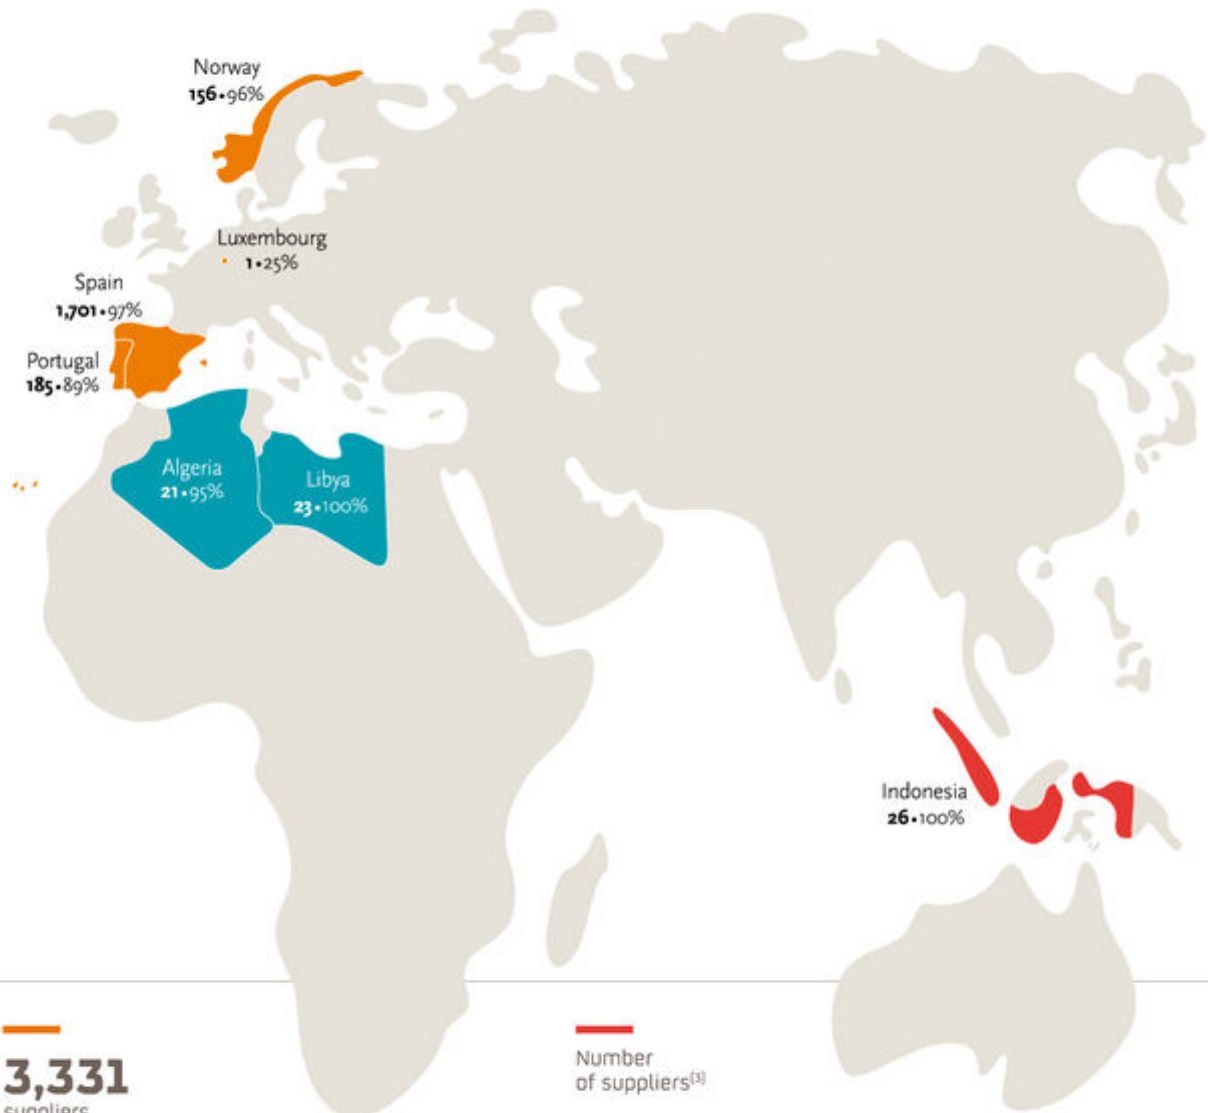 Norway
156•96%
Luxembourg
1•25%
Spain
1,701•97%
Portugal
185•89%
Algeria
21•95%
Libya
23•100%
Indonesia
26•100%
3,331
suppliers
Number
of suppliers(3)